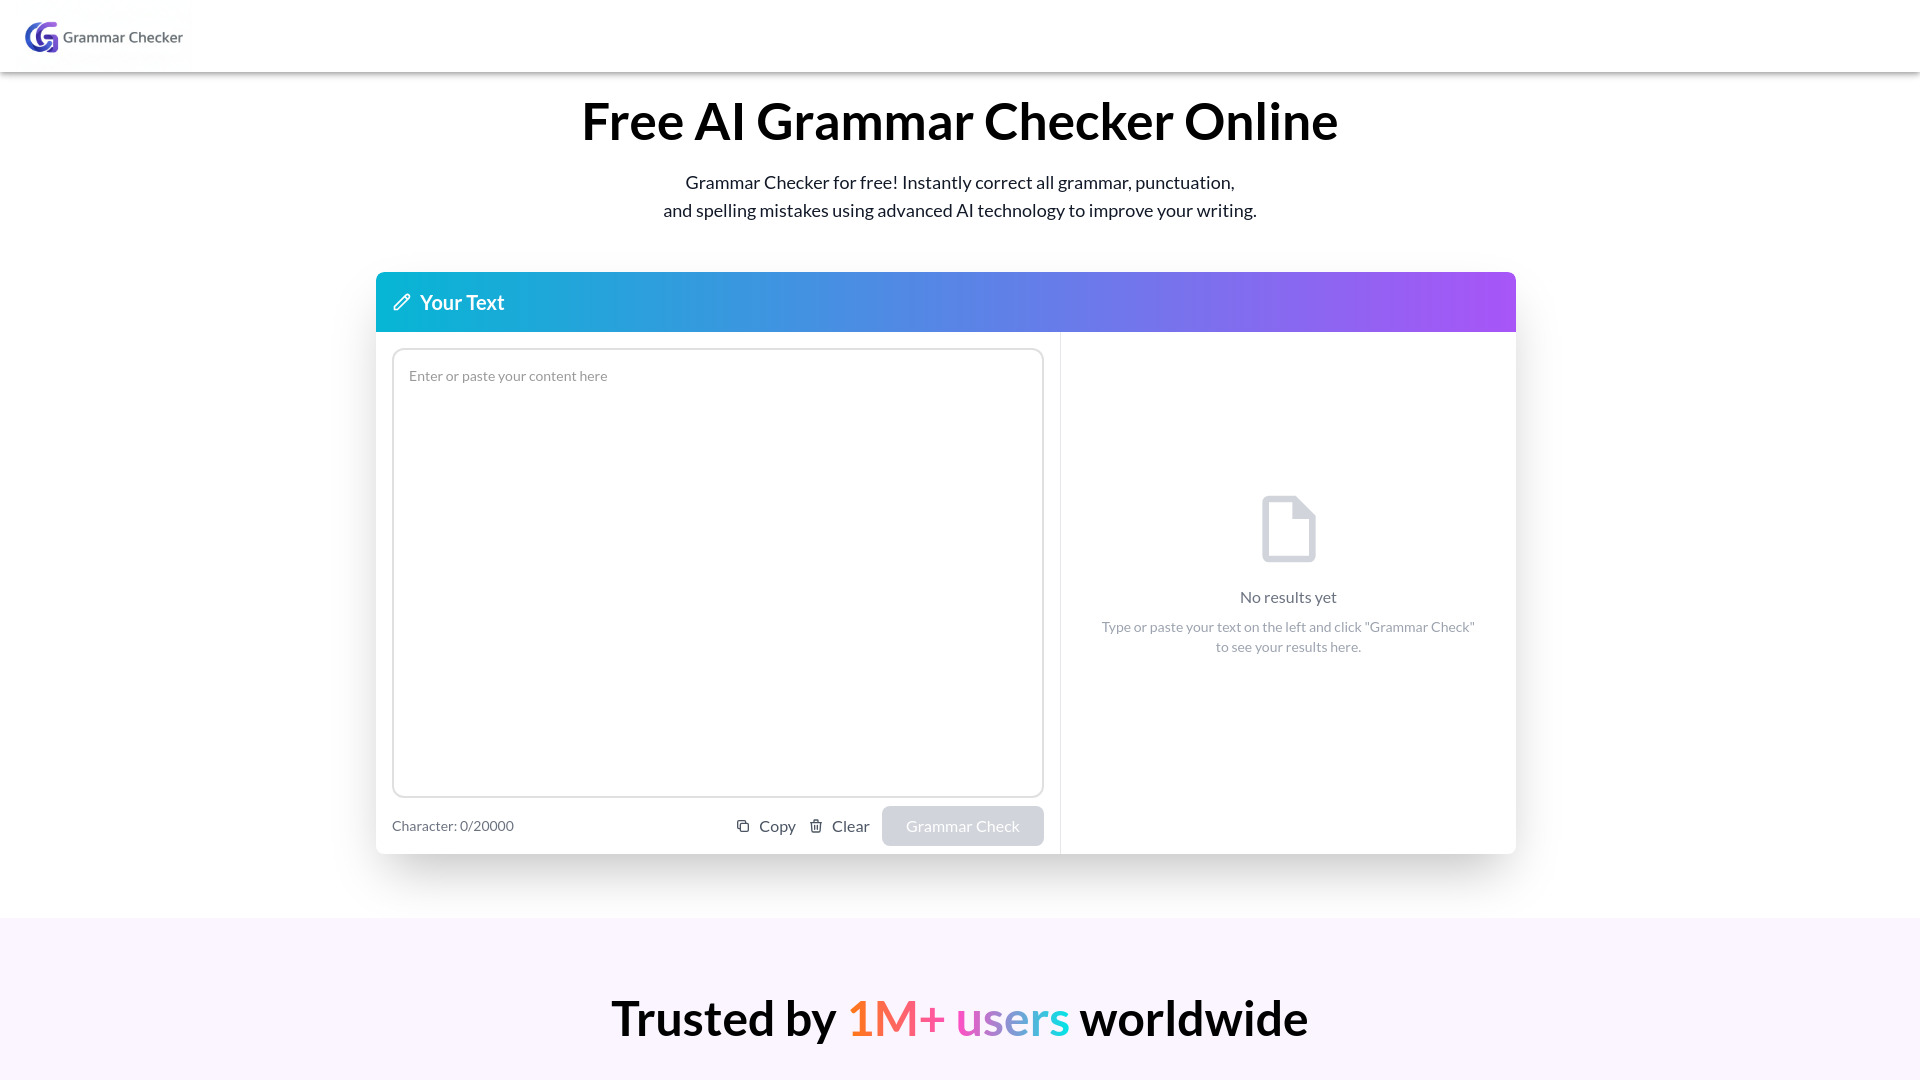 Grammar Checker
Free AI Grammar Checker Online
Grammar Checker for free! Instantly correct all grammar, punctuation,
and spelling mistakes using advanced AI technology to improve your writing.
Your Text
Enter or paste your content here
No results yet
Type or paste your text on the left and click "Grammar Check"
to see your results here.
Character: 0/20000
Copy
Clear
Grammar Check
Trusted by 1M+ users worldwide